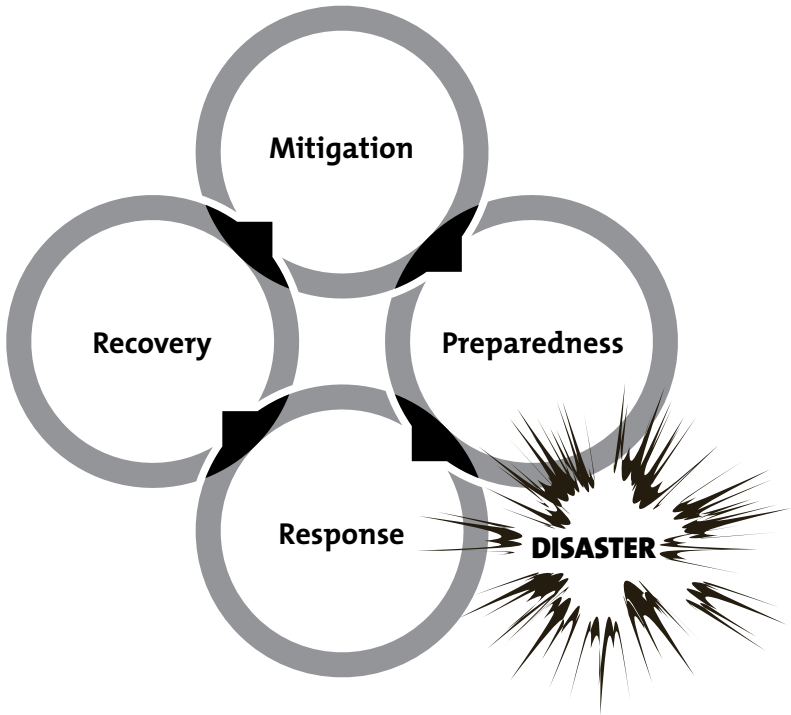 Mitigation
Recovery
Preparedness
Response
DISASTER